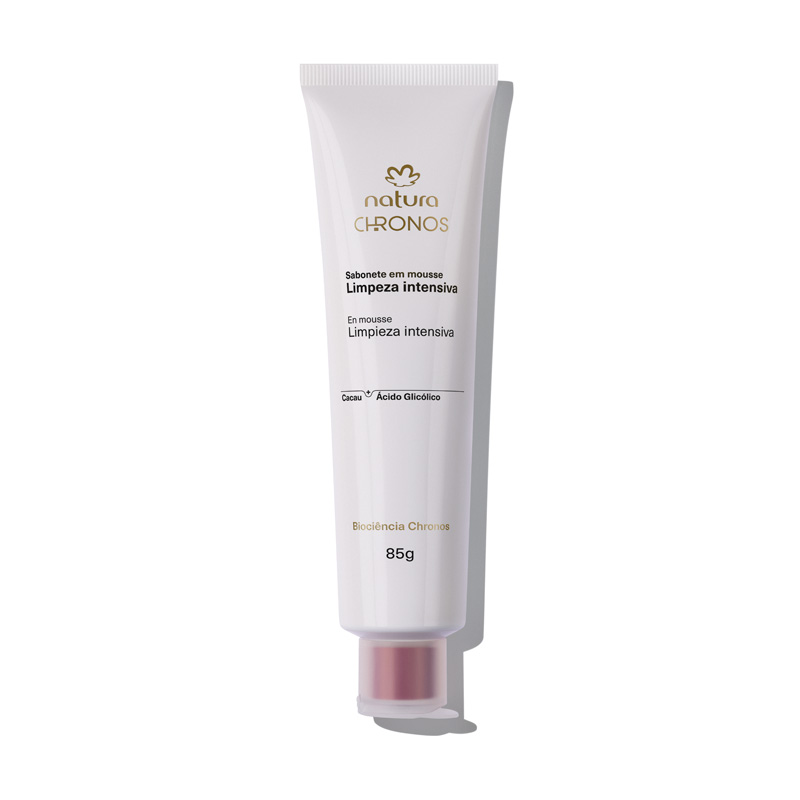 natura
CHRONOS
Sabonete em mousse
Limpeza intensiva
En mousse
Limpieza intensiva
Cacau + Ácido Glicólico
Biociência Chronos
85g